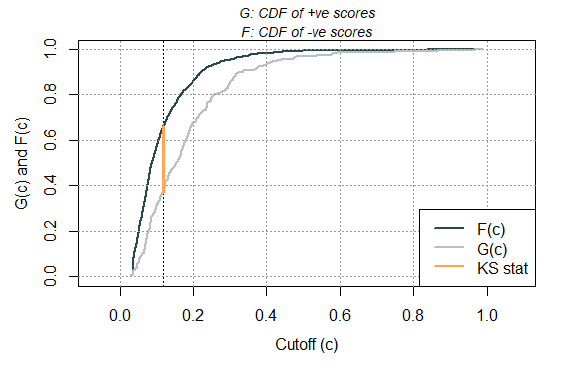 G: CDF of +ve scores
F: CDF of -ve scores
G(c) and F(c)
1.0
0.8
0.6
0.4
0.2
0.0
F(c)
G(c)
KS stat
0.0 0.2 0.4 0.6 0.8 1.0
Cutoff (c)